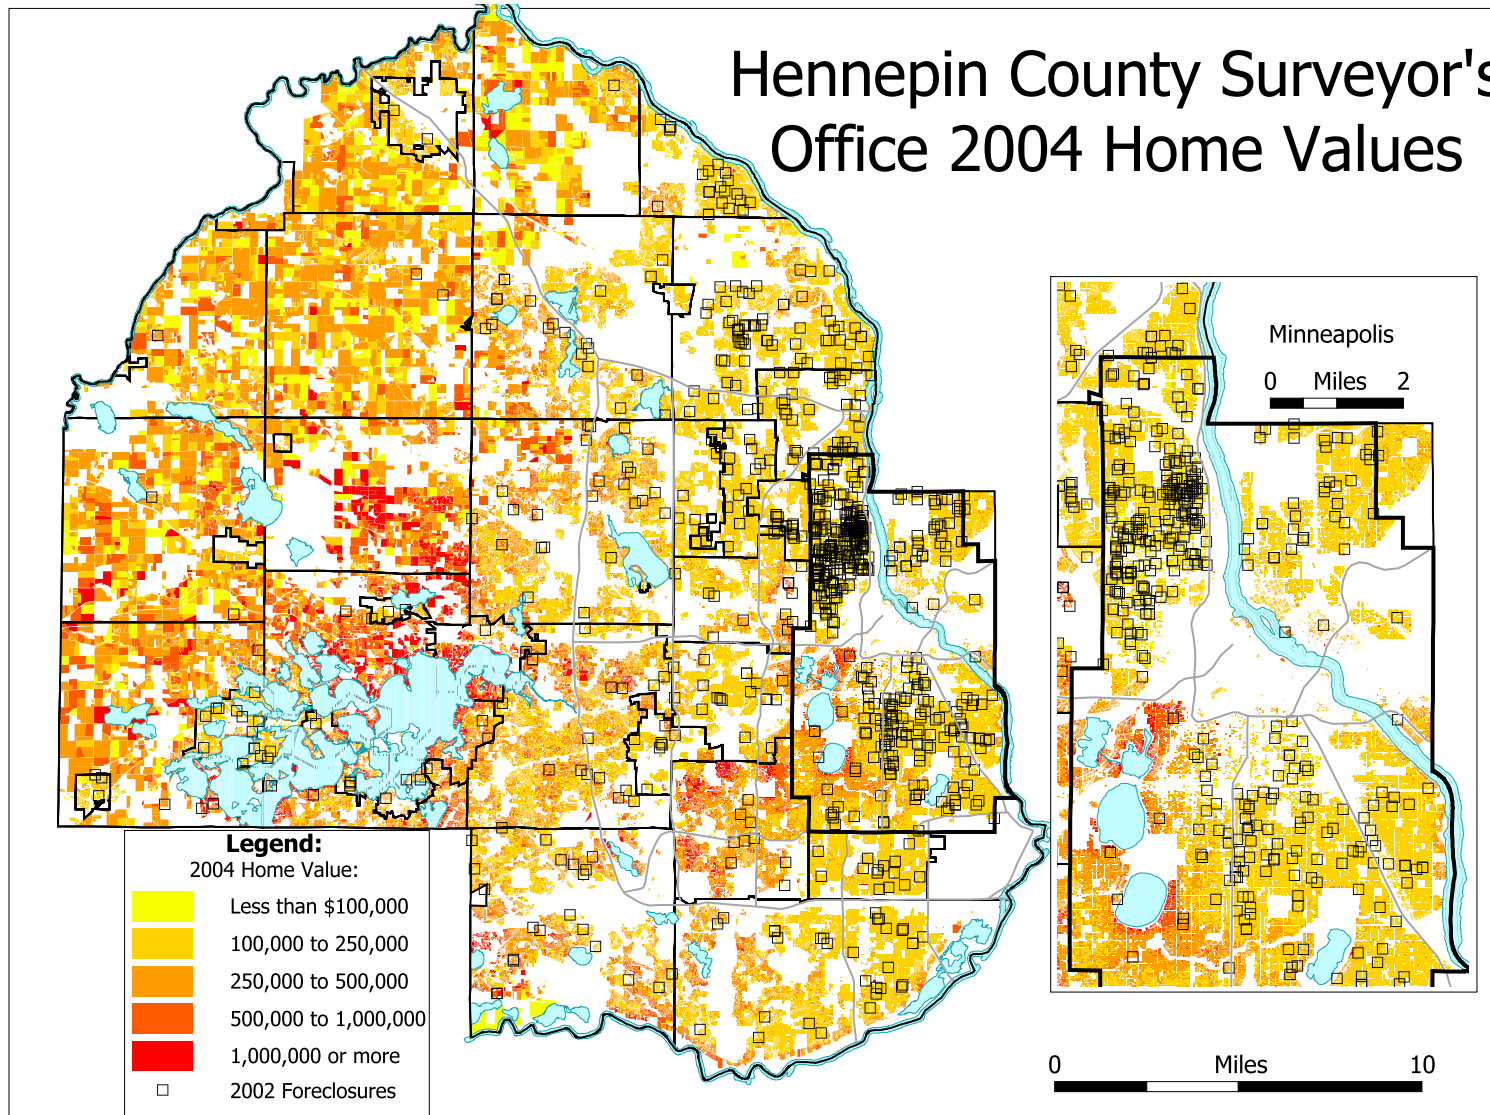 Hennepin County Surveyor's
Office 2004 Home Values
Minneapolis
0 Miles 2
Legend:
2004 Home Value:
Less than $100,000
100,000 to 250,000
250,000 to 500,000
500,000 to 1,000,000
1,000,000 or more
2002 Foreclosures
0 Miles 10